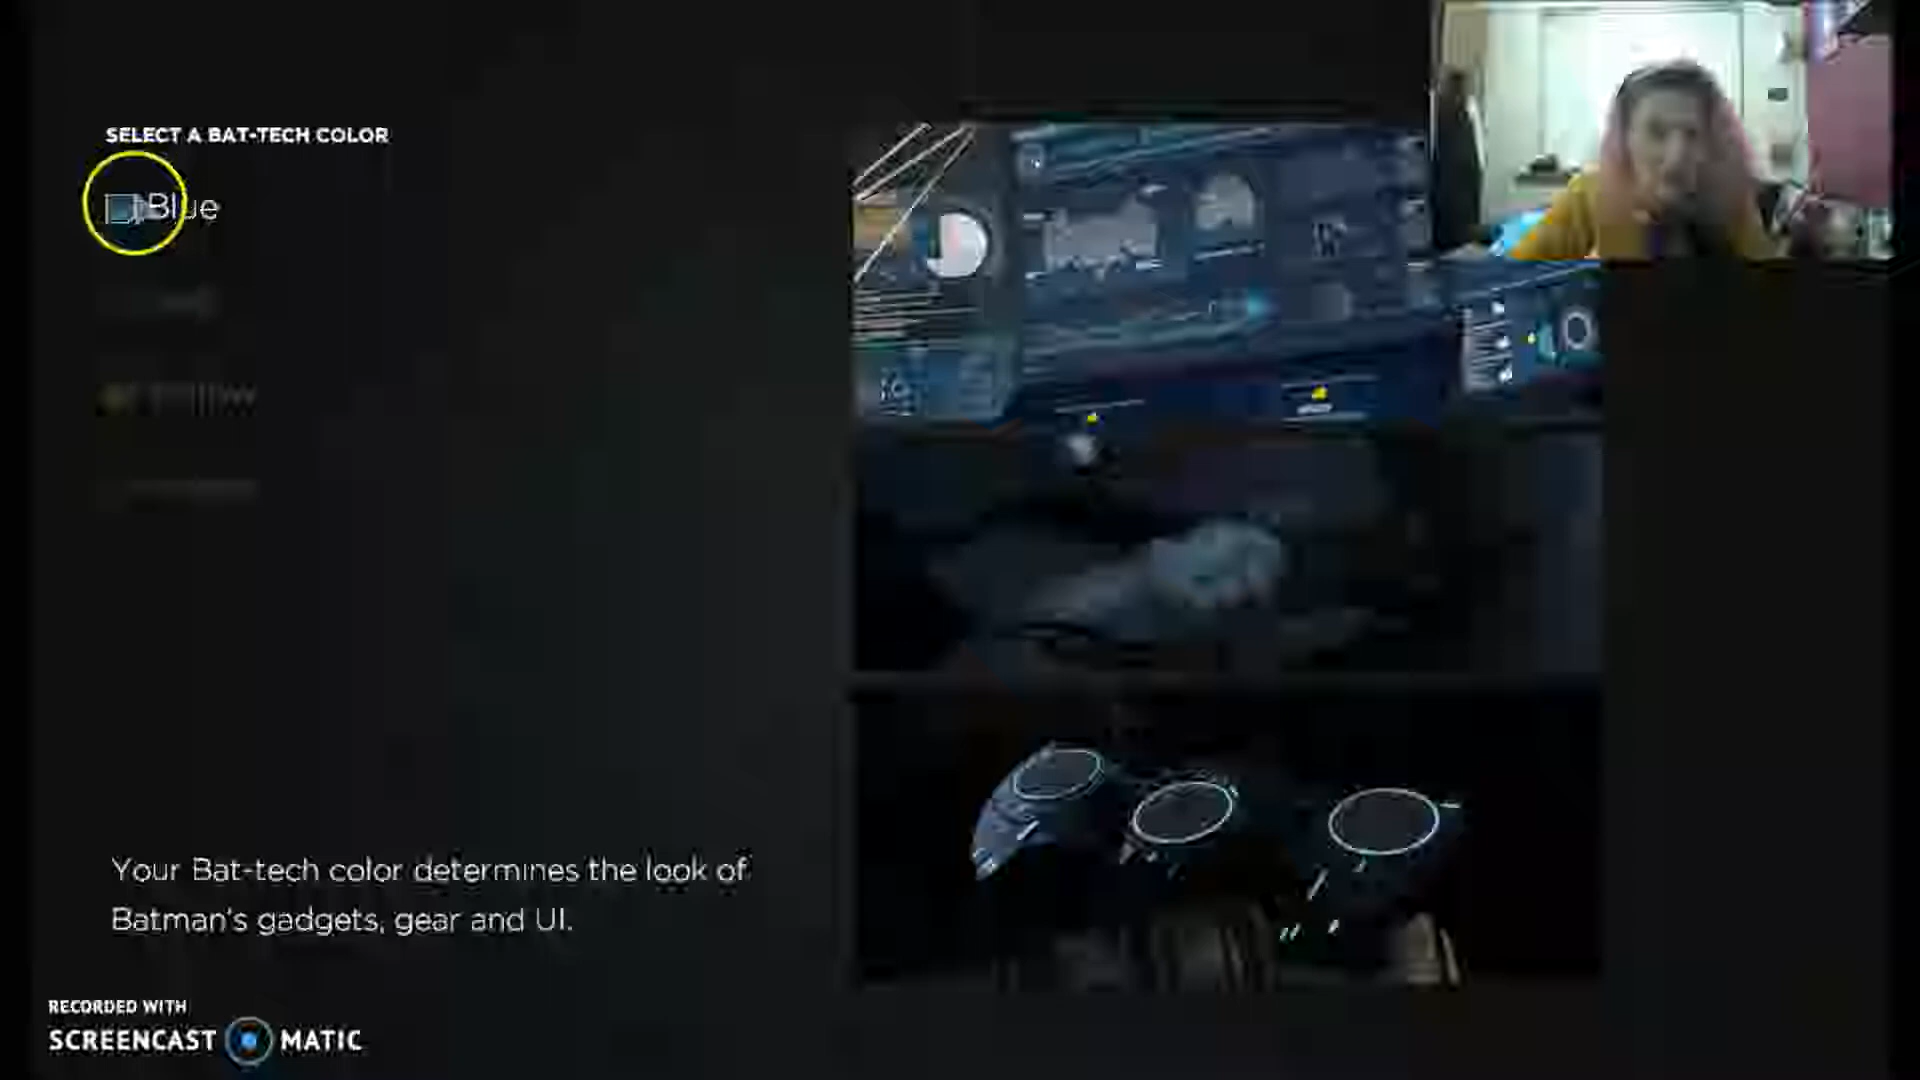 SELECT A BAT-TECH COLOR
Blue
Your Bat-tech color determines the look of
Batman's gadgets, gear and UI.
RECORDED WITH
SCREENCAST MATIC